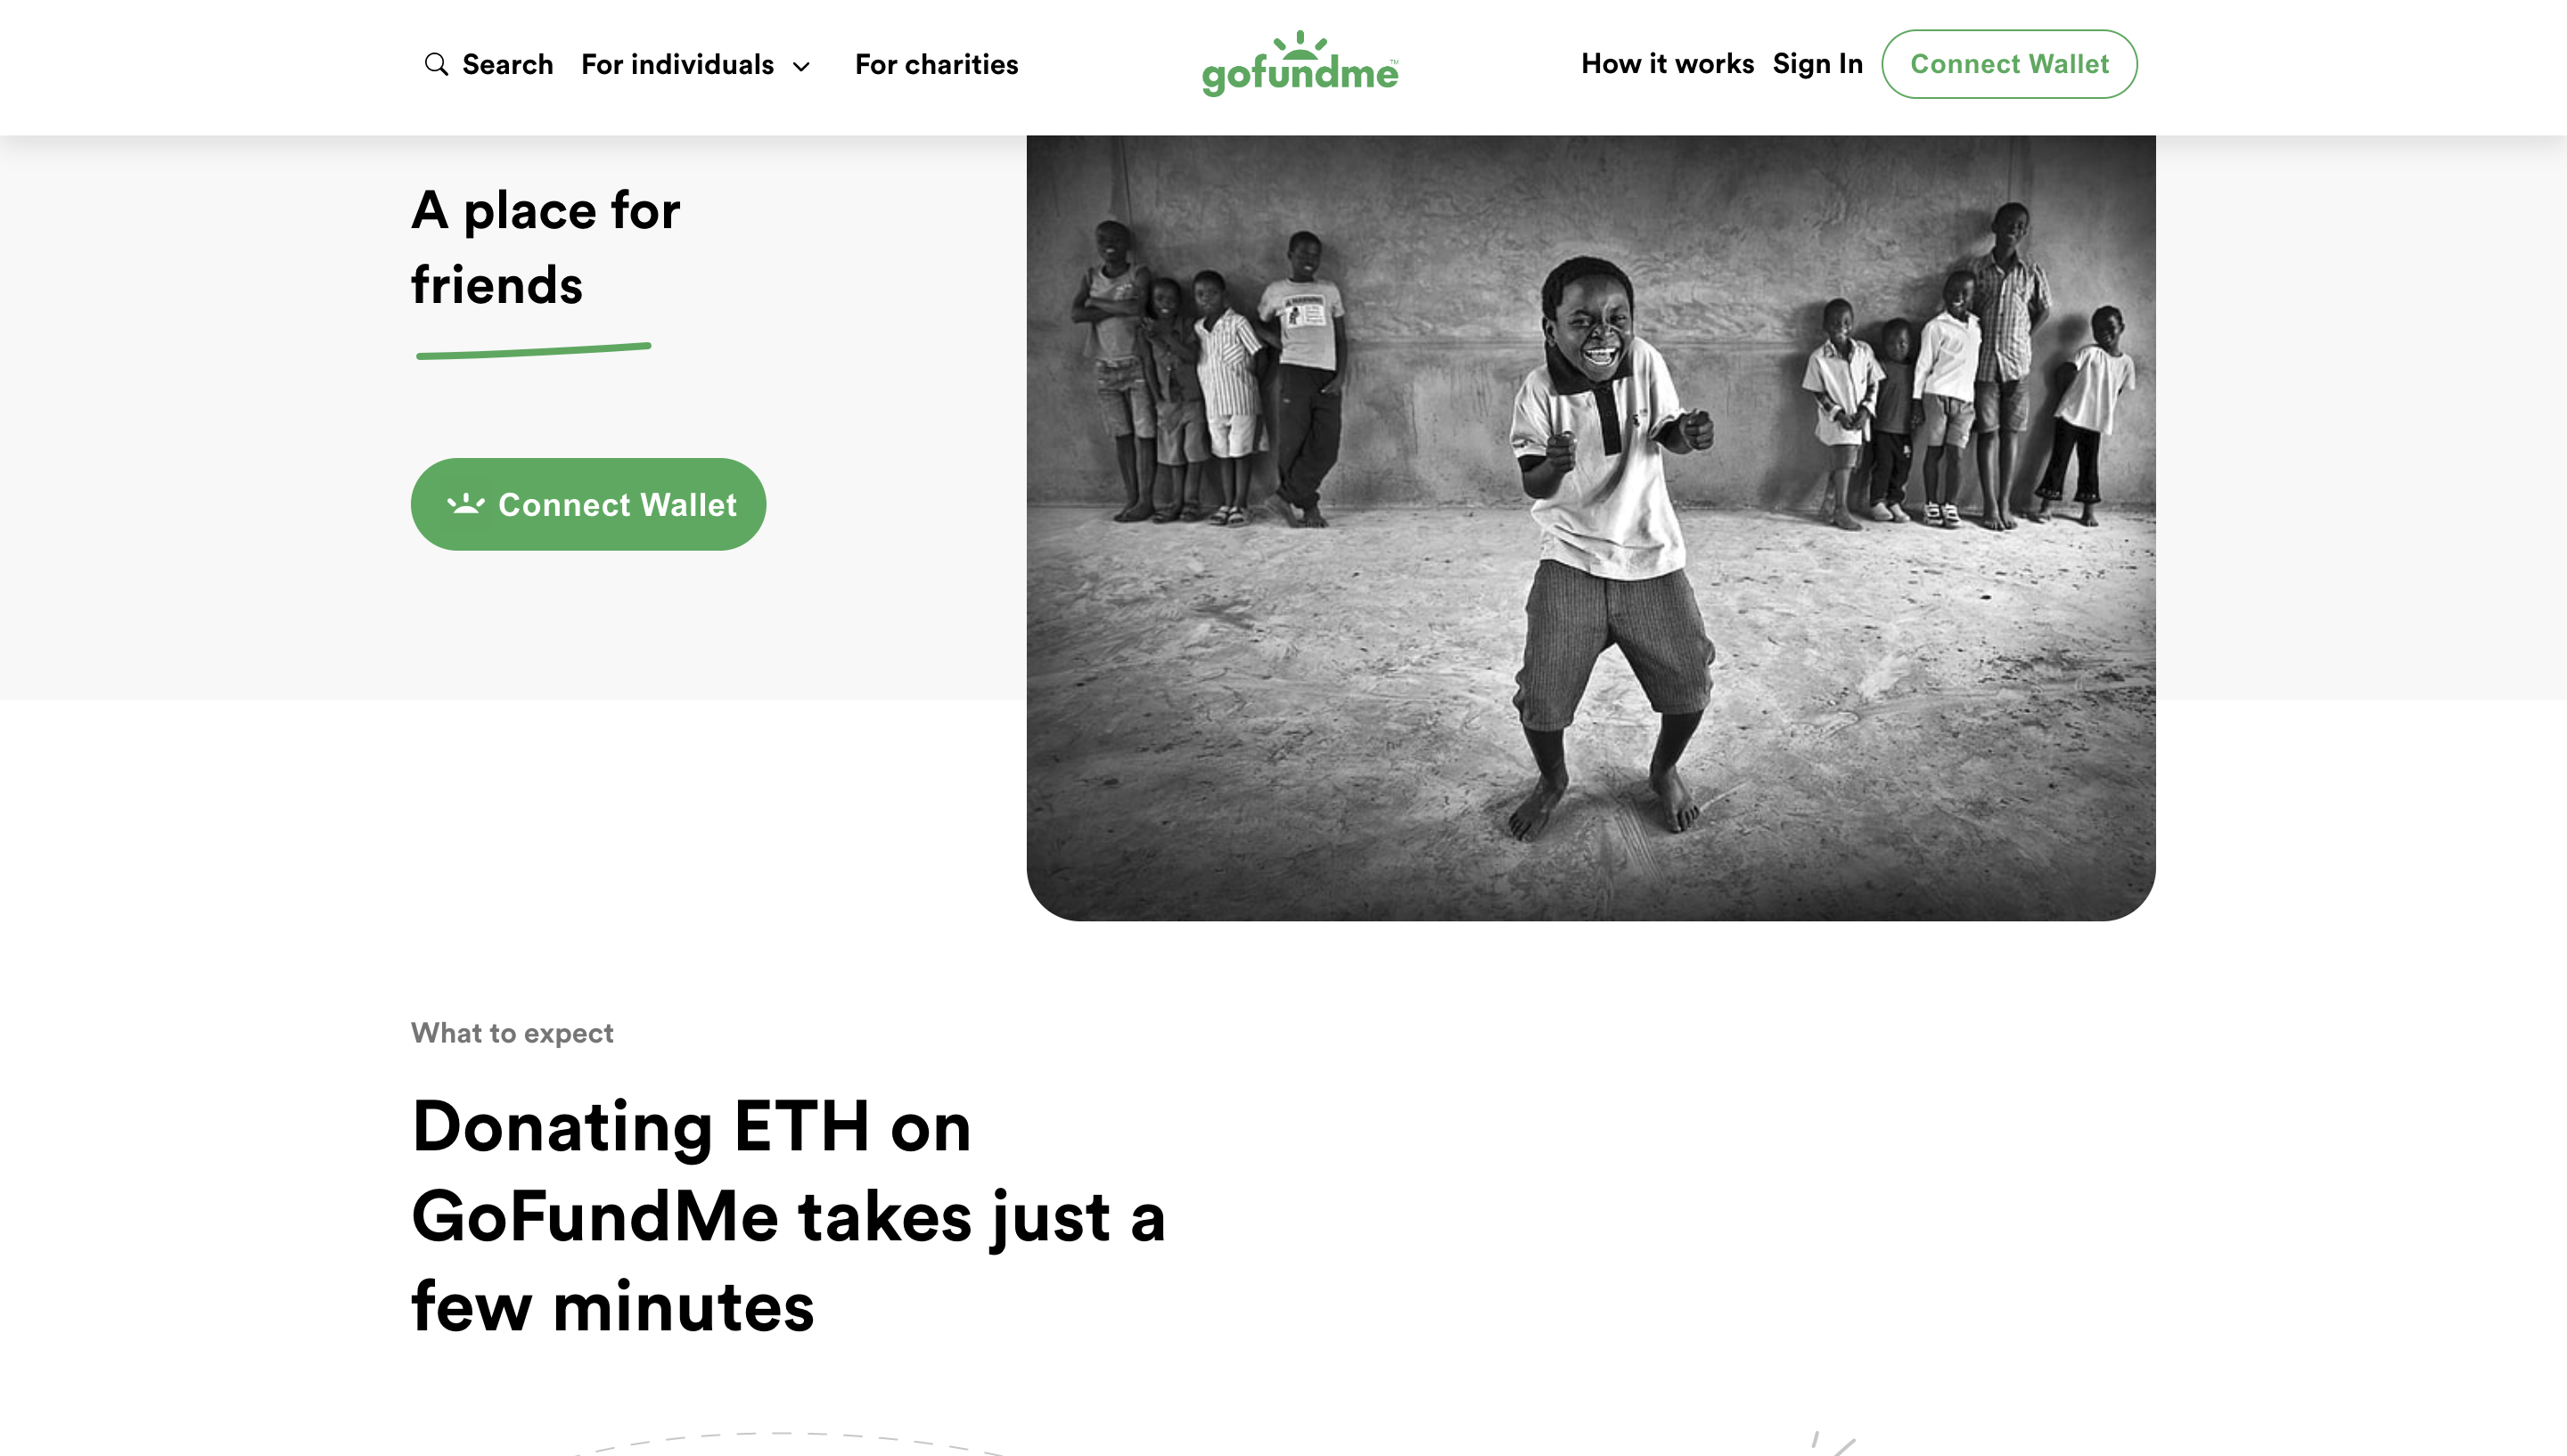 Search For individuals For charities
gofundme™
How it works Sign In Connect Wallet
A place for
friends
Connect Wallet
What to expect
Donating ETH on
GoFundMe takes just a
few minutes